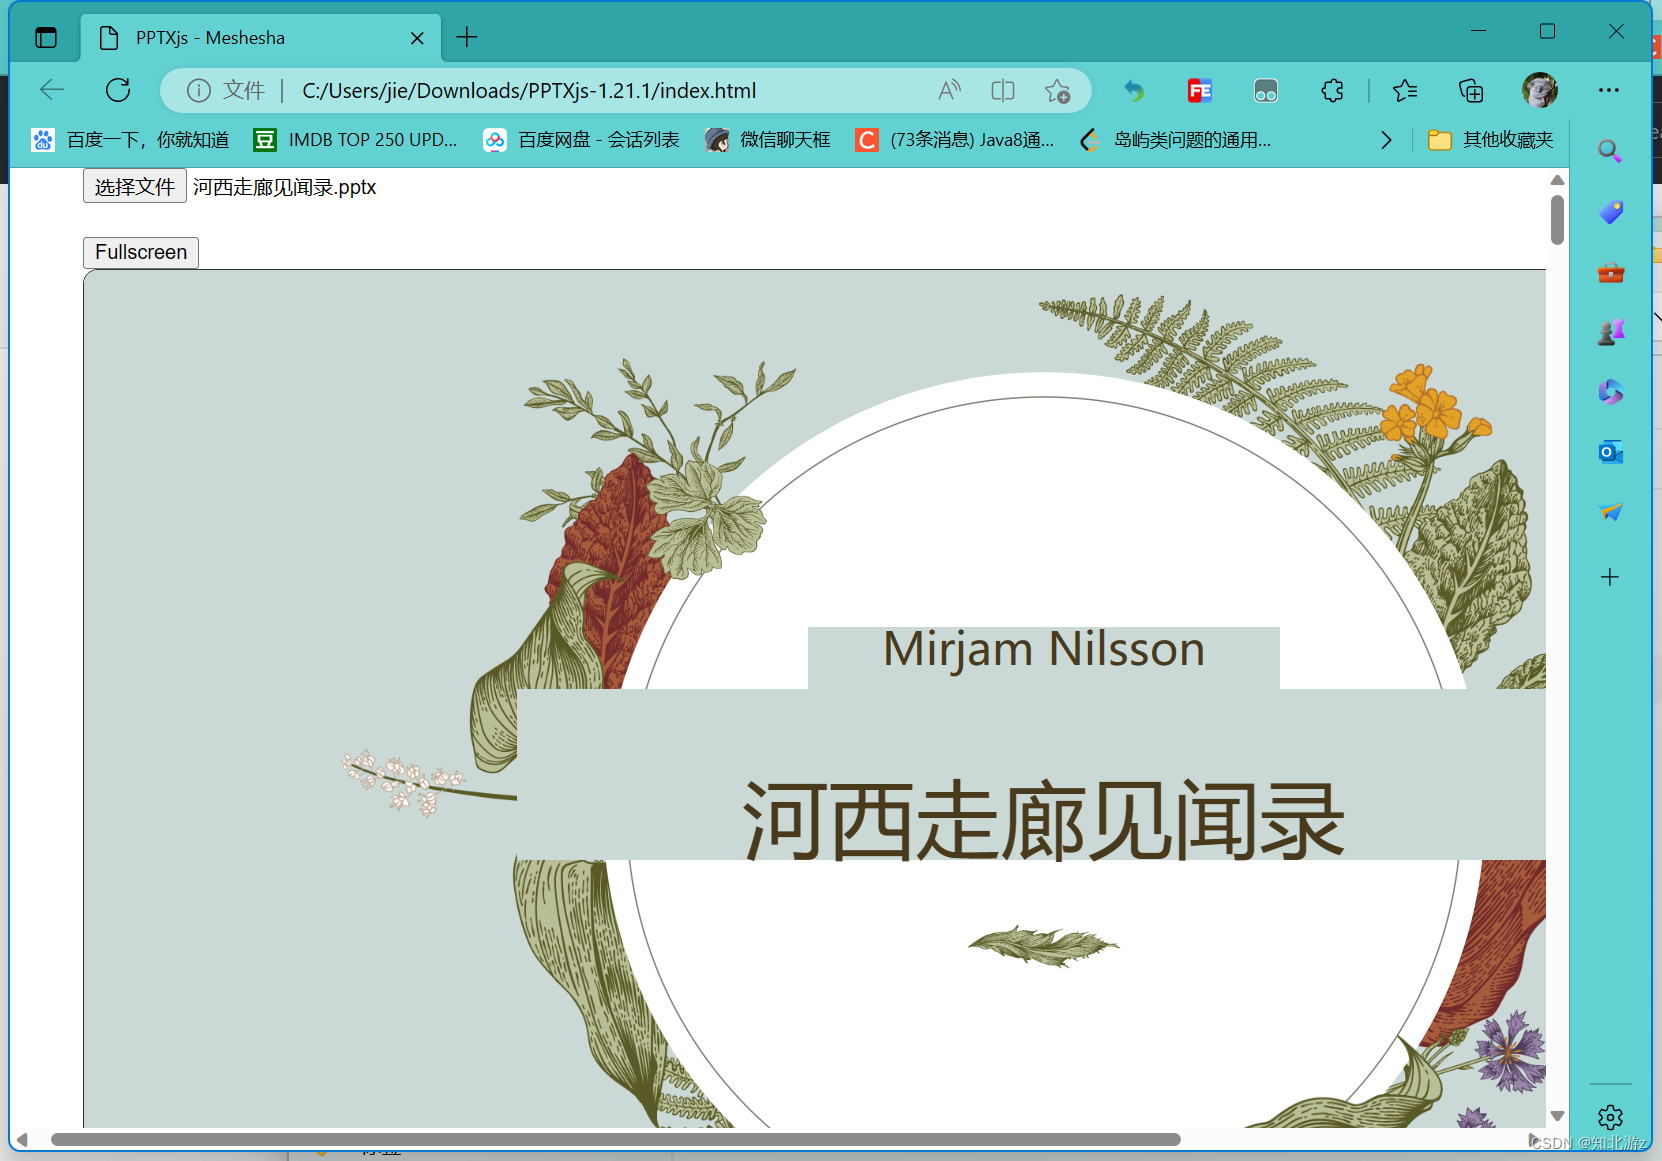 PPTXjs - Meshesha
文件 | C:/Users/jie/Downloads/PPTXjs-1.21.1/index.html
百度一下，你就知道 IMDB TOP 250 UPD... 百度网盘 - 会话列表 微信聊天框 (73条消息) Java8通... 岛屿类问题的通用... 其他收藏夹
选择文件 河西走廊见闻录.pptx
Fullscreen
Mirjam Nilsson
河西走廊见闻录
CSDN @知北游z